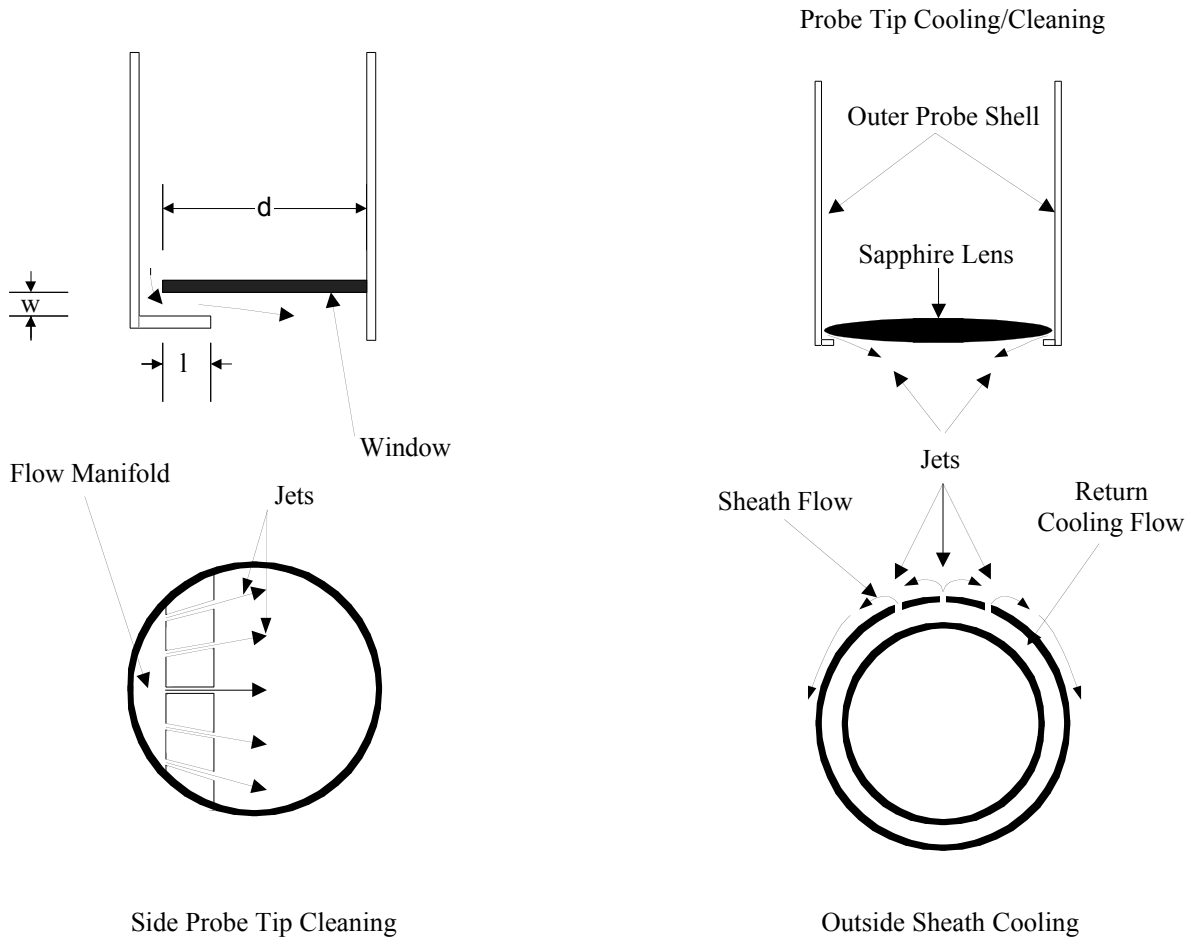 Probe Tip Cooling/Cleaning
Outer Probe Shell
d
Sapphire Lens
w
l
Window
Flow Manifold
Jets
Jets
Sheath Flow
Return
Cooling Flow
Side Probe Tip Cleaning
Outside Sheath Cooling